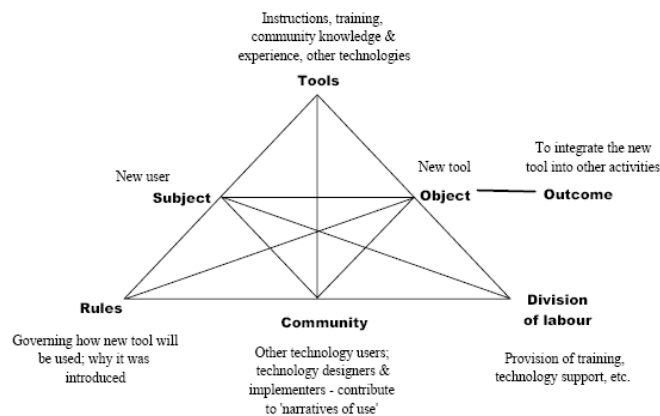 Instructions, training,
community knowledge &
experience, other technologies
Tools
New user
Subject
New tool
Object
To integrate the new
tool into other activities
Outcome
Rules
Governing how new tool will
be used; why it was
introduced
Community
Other technology users;
technology designers &
implementers - contribute
to 'narratives of use'
Division
of labour
Provision of training,
technology support, etc.